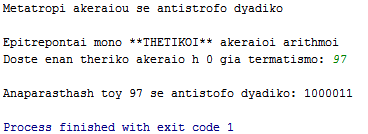 Metatropi akeraiou se antistrofo dyadiko
Epitrepontai mono **THETIKOI** akeraioi arithmoi
Doste enan theriko akeraio h 0 gia termatismo: 97
Anaparasthash toy 97 se antistofo dyadiko: 1000011
Process finished with exit code 1